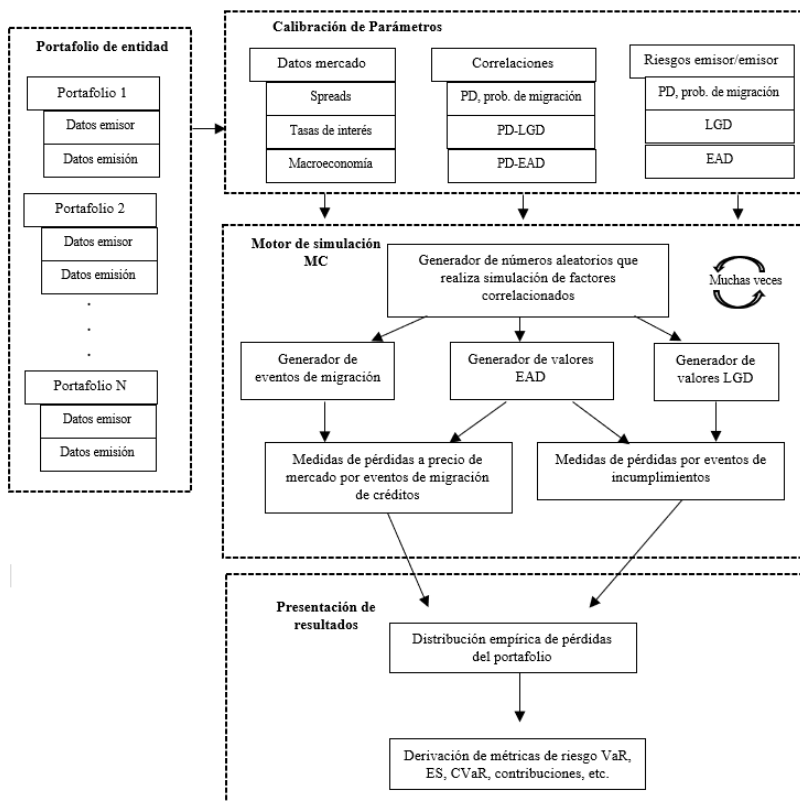 Portafolio de entidad
Portafolio 1
Datos emisor
Datos emisión
Portafolio 2
Datos emisor
Datos emisión
.
.
.
Portafolio N
Datos emisor
Datos emisión
Calibración de Parámetros
Datos mercado
Spreads
Tasas de interés
Macroeconomía
Correlaciones
PD, prob. de migración
PD-LGD
PD-EAD
Riesgos emisor/emisor
PD, prob. de migración
LGD
EAD
Motor de simulación
MC
Generador de números aleatorios que
realiza simulación de factores
correlacionados
Muchas veces
Generador de
eventos de migración
Generador de valores
EAD
Generador de
valores LGD
Medidas de pérdidas a precio de
mercado por eventos de migración
de créditos
Medidas de pérdidas por eventos de
incumplimientos
Presentación de
resultados
Distribución empírica de pérdidas
del portafolio
Derivación de métricas de riesgo VaR,
ES, CVaR, contribuciones, etc.